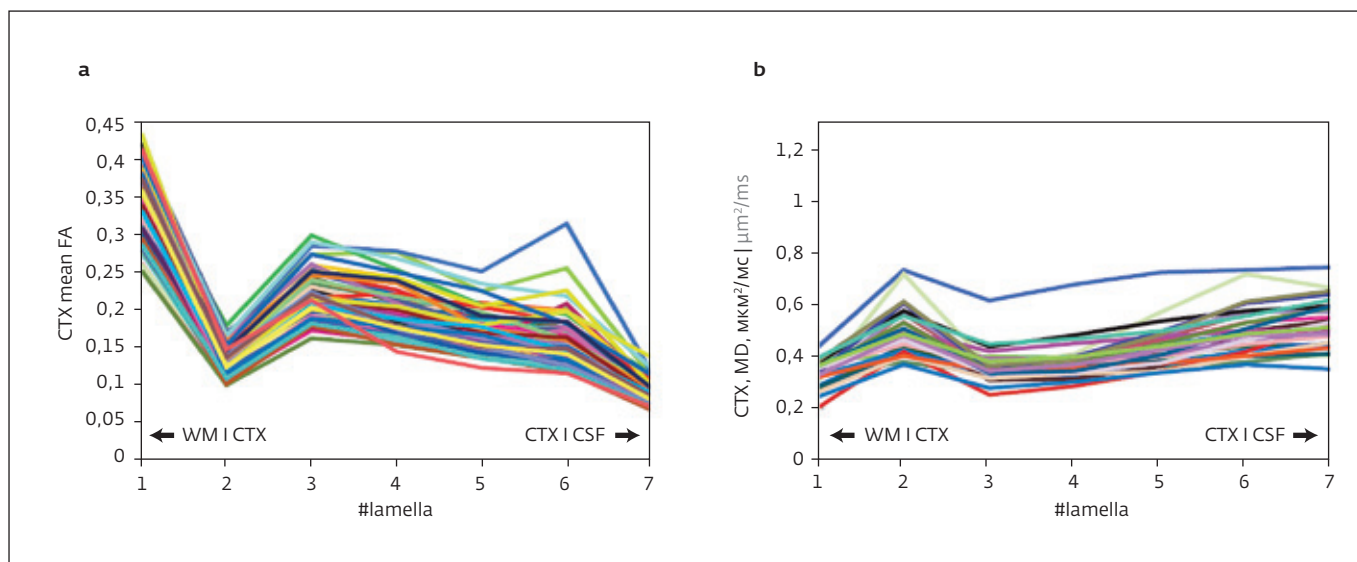 a
CTX mean FA
0,45
0,4
0,35
0,3
0,25
0,2
0,15
0,1
0,05
0
← WM I CTX
CTX I CSF →
1 2 3 4 5 6 7
#lamella
b
CTX, MD, мкм²/мс | μm²/ms
1,2
1
0,8
0,6
0,4
0,2
0
← WM I CTX
CTX I CSF →
1 2 3 4 5 6 7
#lamella